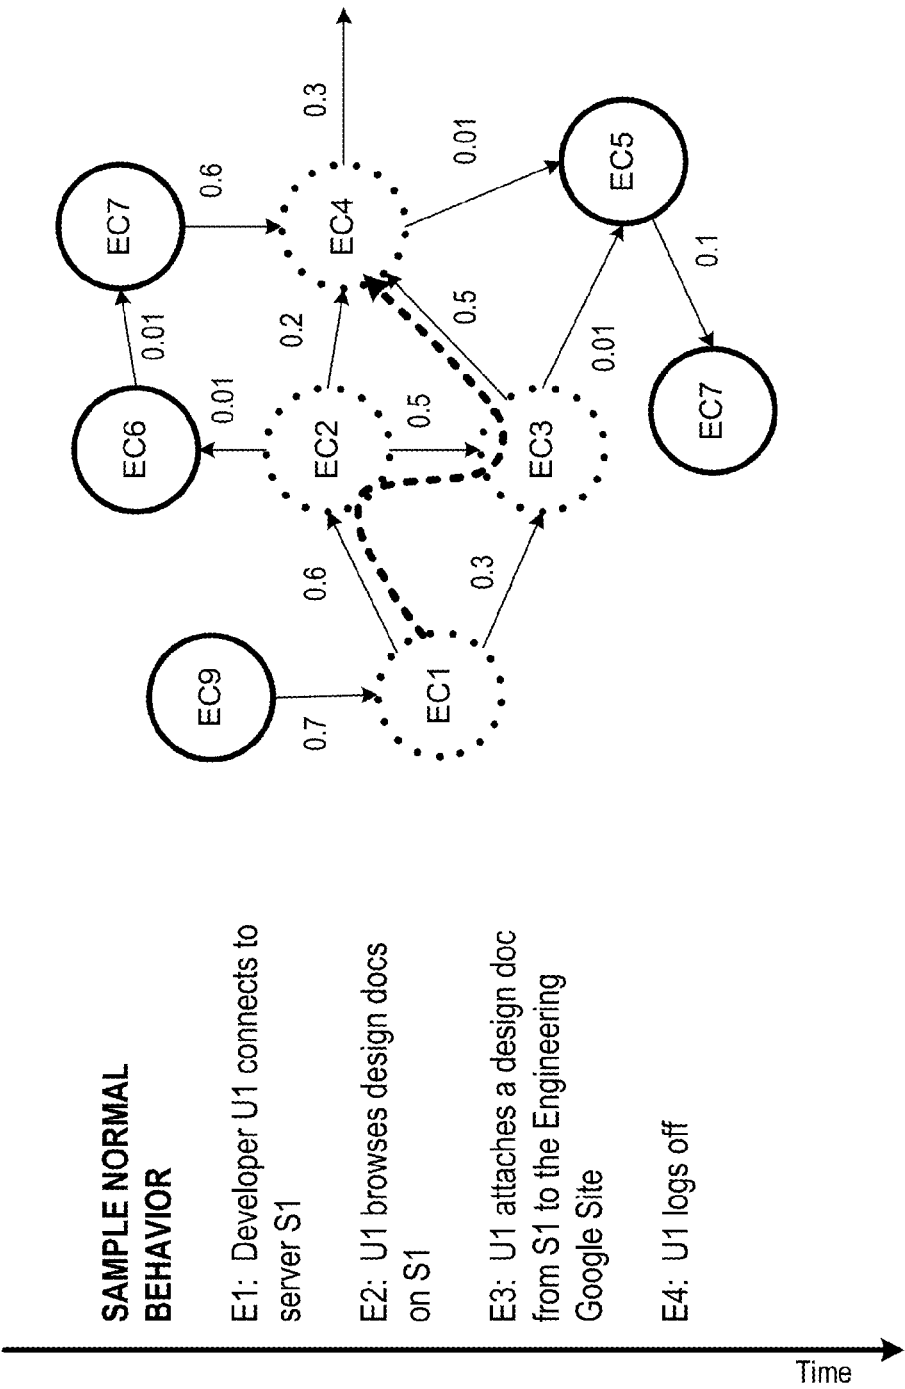 SAMPLE NORMAL
BEHAVIOR
E1: Developer U1 connects to
server S1
E2: U1 browses design docs
on S1
E3: U1 attaches a design doc
from S1 to the Engineering
Google Site
E4: U1 logs off
Time
EC9
0.7
EC1
0.6
0.3
EC6
0.01
EC2
0.5
EC3
0.01
0.2
0.5
0.01
EC7
EC7
0.6
EC4
0.01
EC5
0.1
0.3